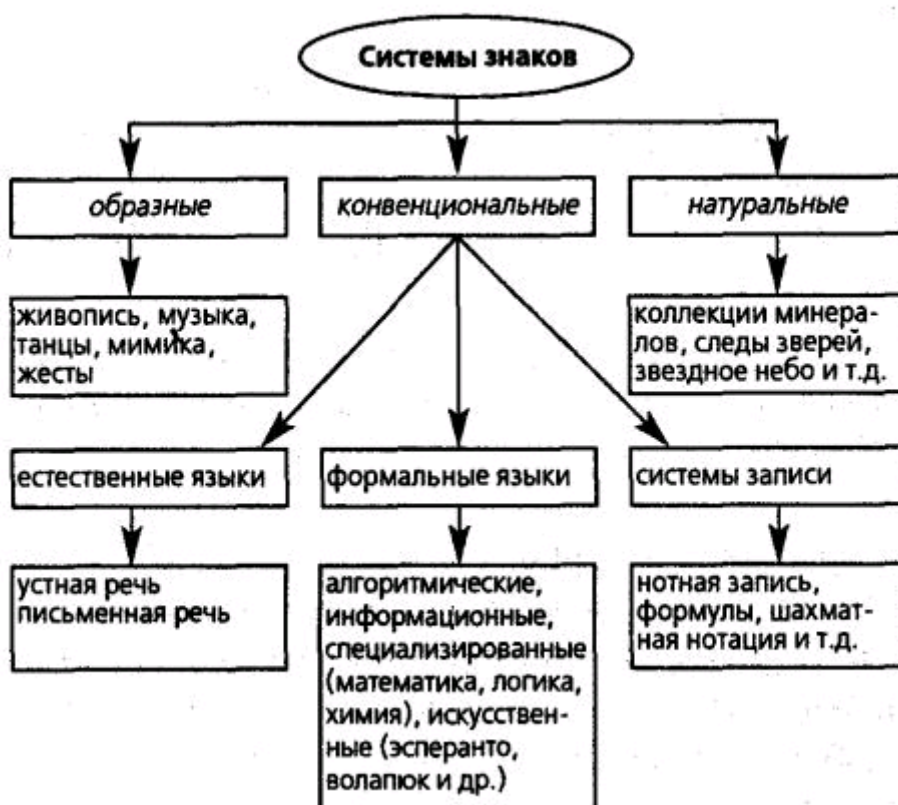 Системы знаков
образные
конвенциональные
натуральные
живопись, музыка,
танцы, мимика,
жесты
коллекции минера-
лов, следы зверей,
звездное небо и т.д.
естественные языки
формальные языки
системы записи
устная речь
письменная речь
алгоритмические,
информационные,
специализированные
(математика, логика,
химия), искусствен-
ные (эсперанто,
волапюк и др.)
нотная запись,
формулы, шахмат-
ная нотация и т.д.